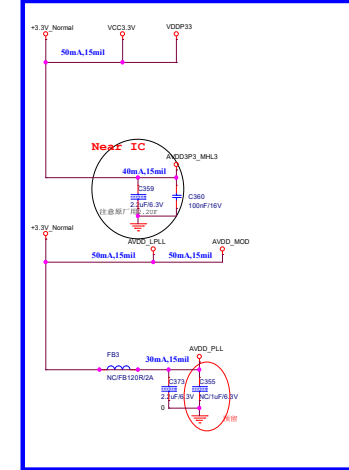 +3.3V_Normal
VCC3.3V
VDDP33
50mA,15mil
Near IC
AVDD3P3_MHL3
40mA,15mil
C359
2.2uF/6.3V
C360
100nF/16V
+3.3V_Normal
AVDD_LPLL
AVDD_MOD
50mA,15mil
50mA,15mil
AVDD_PLL
FB3
30mA,15mil
NC/FB120R/2A
C373
2.2uF/6.3V
0
C355
NC/1uF/6.3V